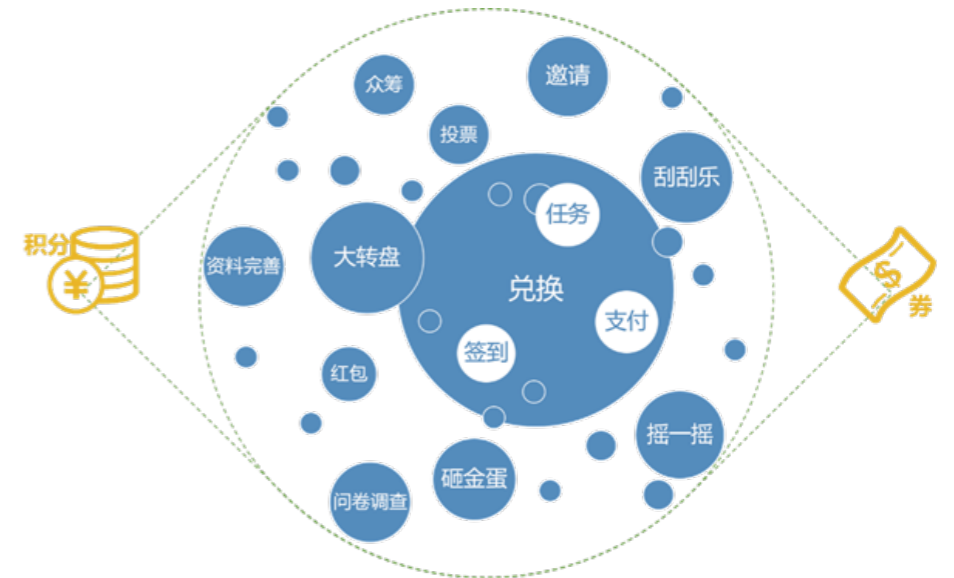 众筹
邀请
投票
刮刮乐
任务
积分
¥
资料完善
大转盘
兑换
$
券
支付
签到
红包
摇一摇
砸金蛋
问卷调查